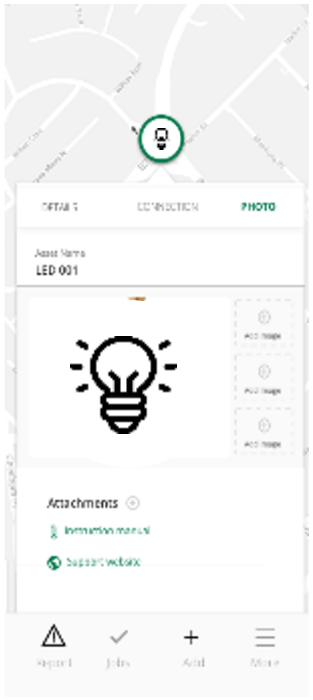 DETAILS CONNECTION PHOTO
Asset Name
LED 001
Add Image
Add Image
Add Image
Attachments
Instruction manual
Support website
Report Jobs Add More